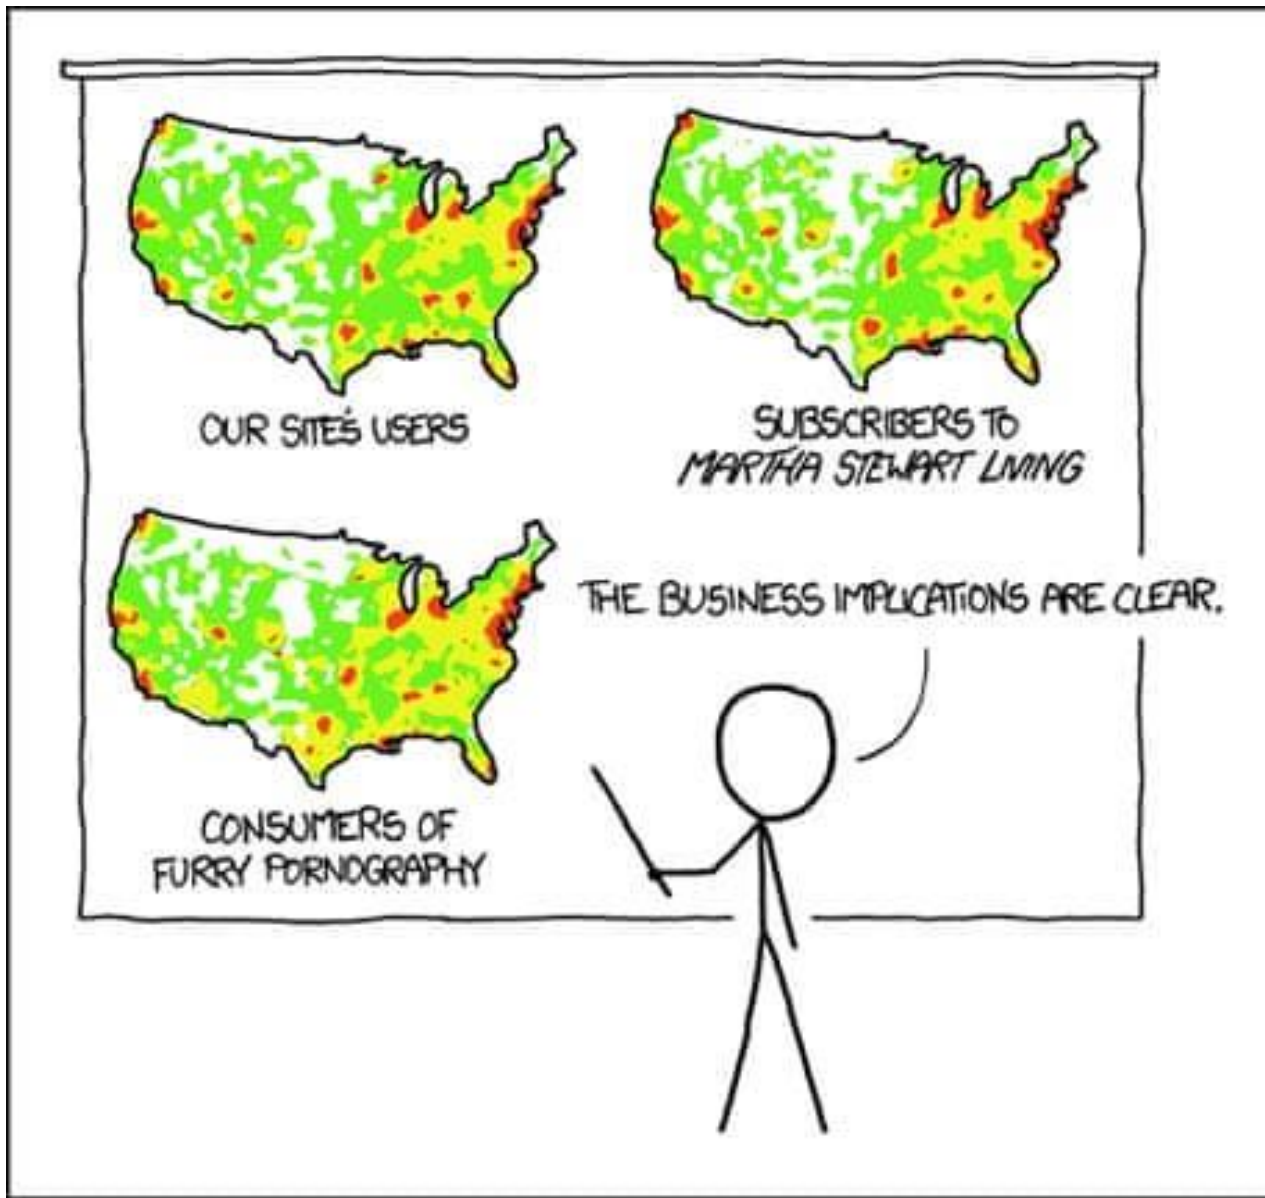 OUR SITE'S USERS
SUBSCRIBERS TO
MARTHA STEWART LIVING
CONSUMERS OF
FURRY PORNOGRAPHY
THE BUSINESS IMPLICATIONS ARE CLEAR.